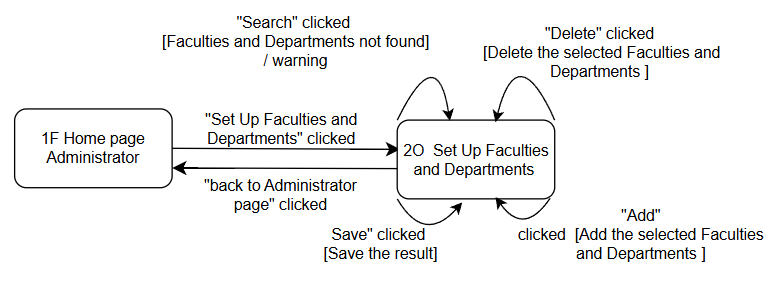 "Search" clicked
[Faculties and Departments not found]
/ warning
"Delete" clicked
[Delete the selected Faculties and
Departments ]
1F Home page
Administrator
"Set Up Faculties and
Departments" clicked
2O  Set Up Faculties
and Departments
"back to Administrator
page" clicked
Save" clicked
[Save the result]
"Add"
clicked  [Add the selected Faculties
and Departments ]